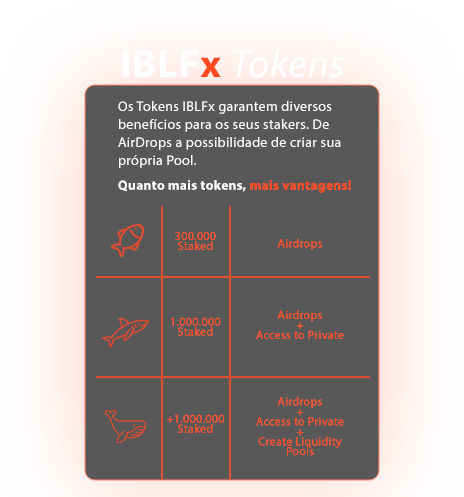 IBLFx Tokens
Os Tokens IBLFx garantem diversos
benefícios para os seus stakers. De
AirDrops a possibilidade de criar sua
própria Pool.
Quanto mais tokens, mais vantagens!
300.000
Staked
Airdrops
1.000.000
Staked
Airdrops
+
Access to Private
+1.000.000
Staked
Airdrops
+
Access to Private
+
Create Liquidity
Pools